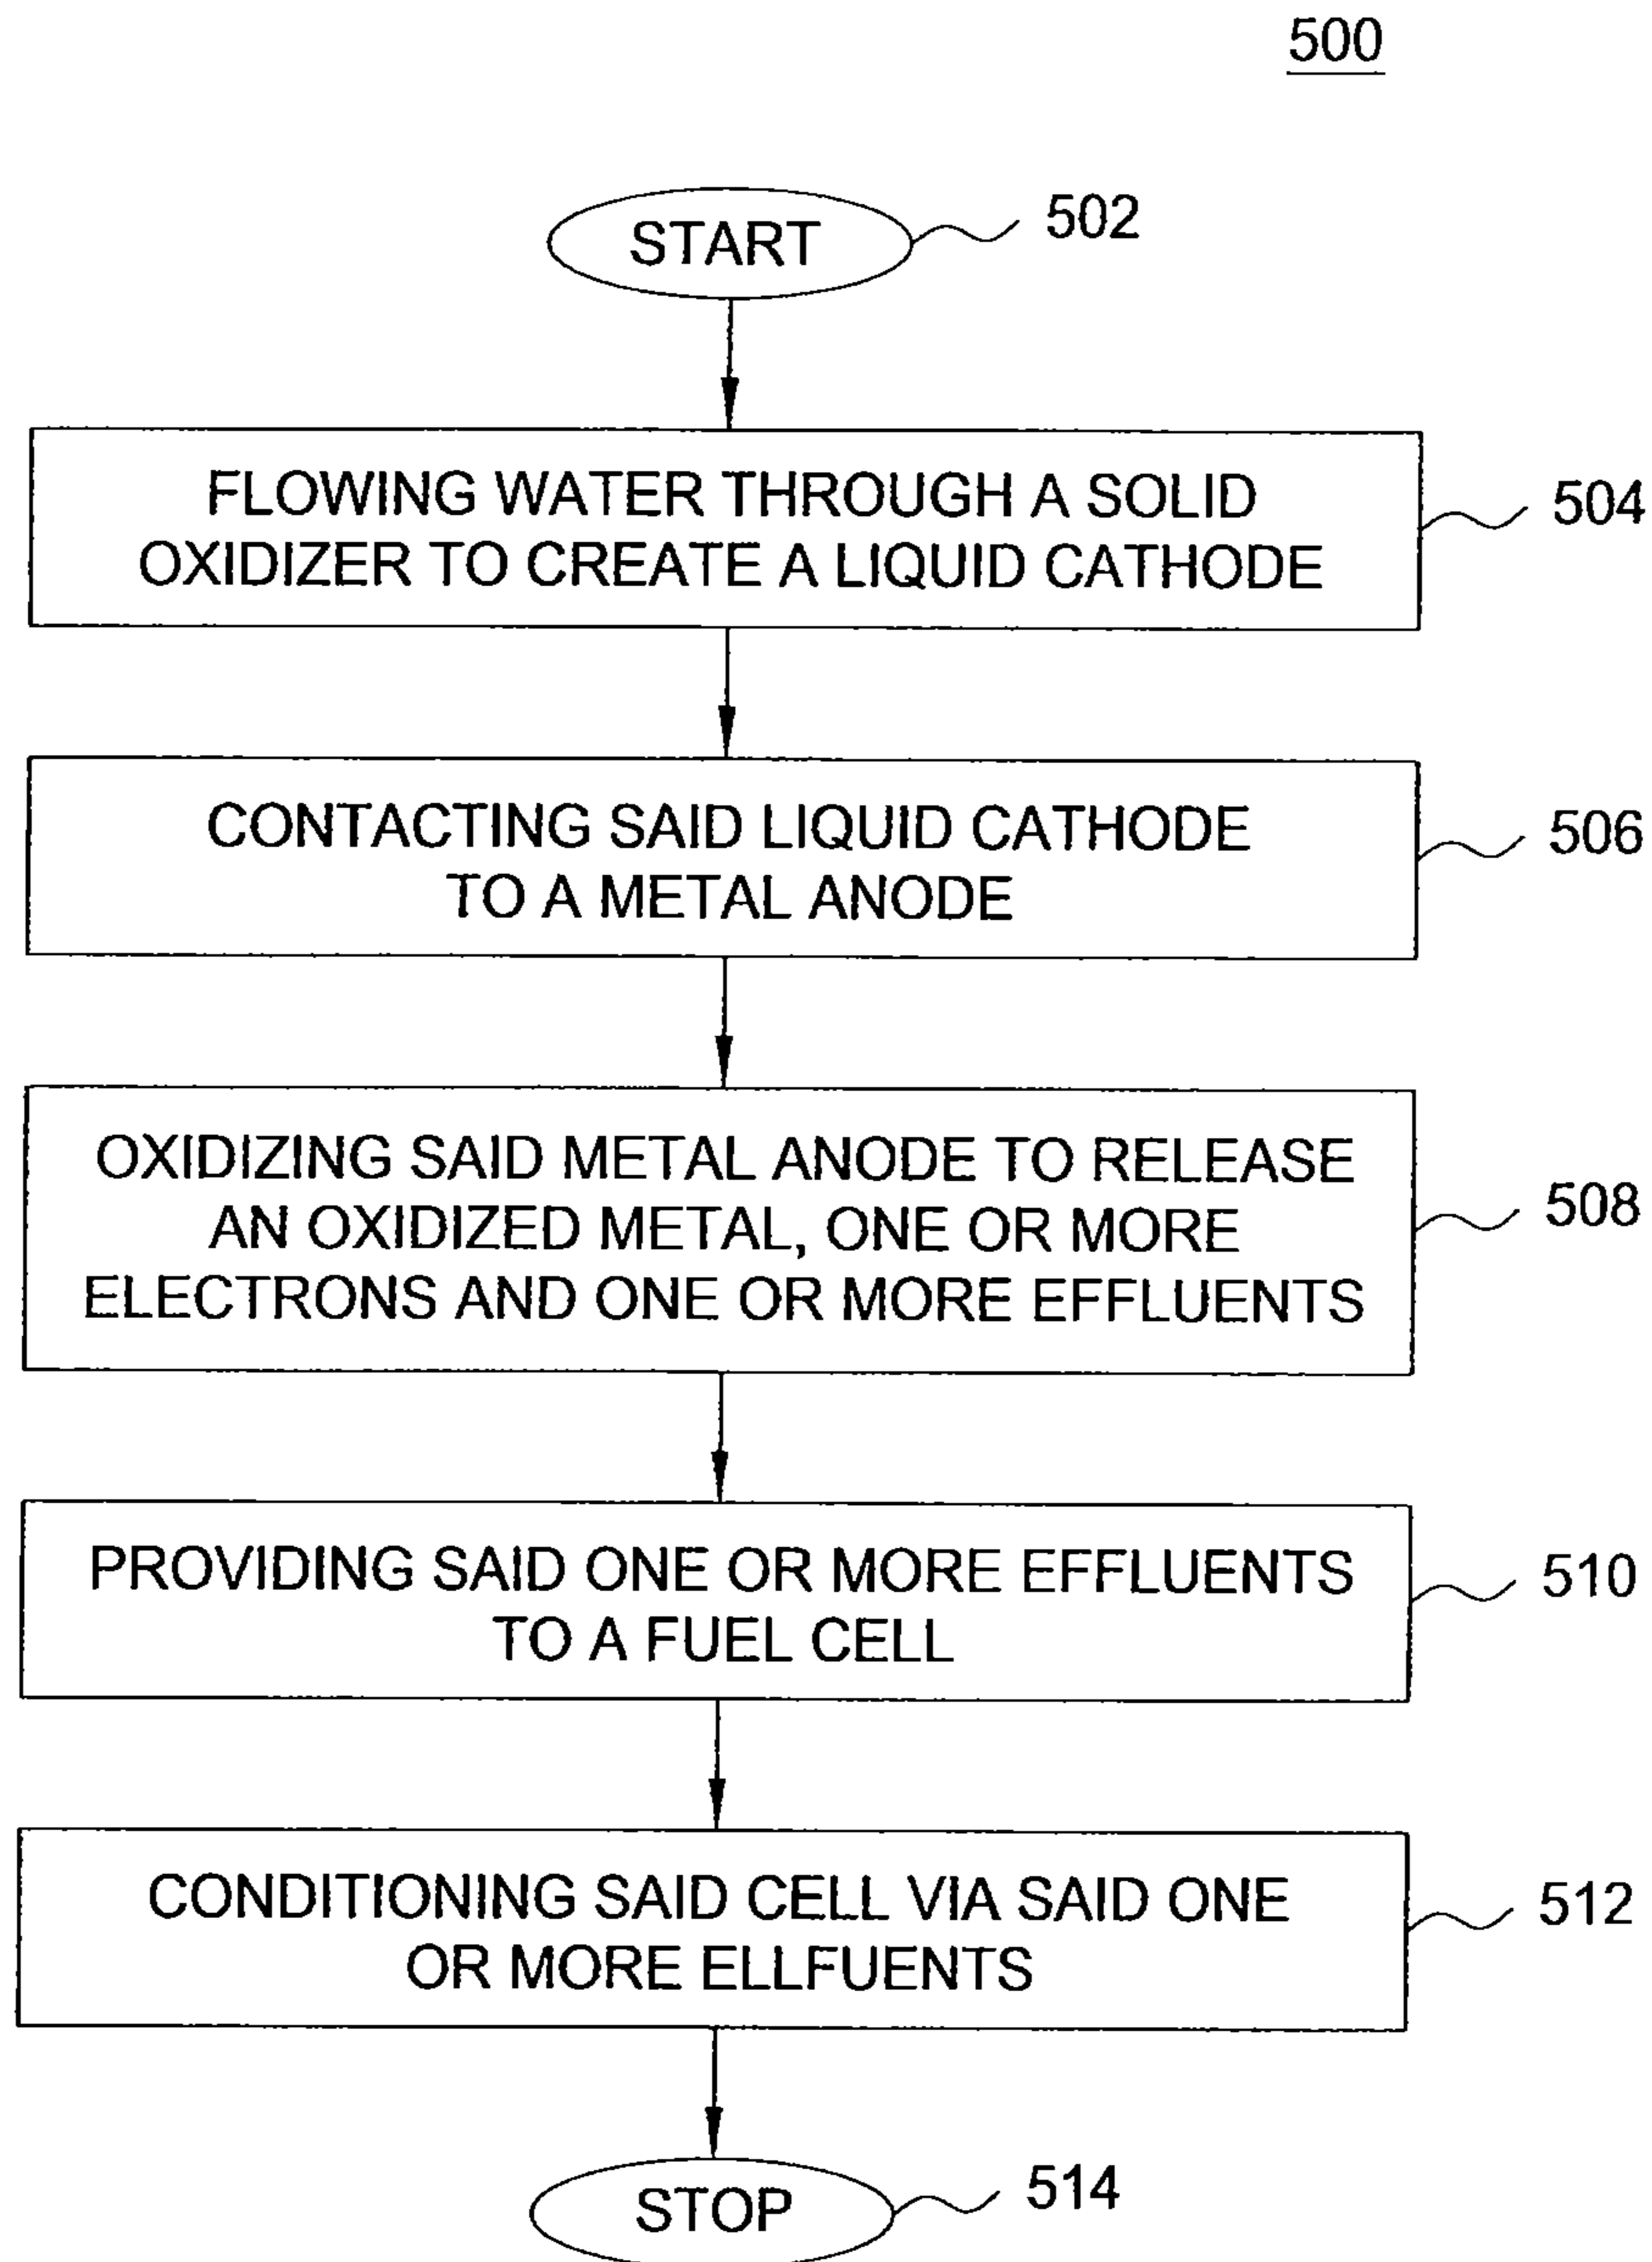 500
START
502
FLOWING WATER THROUGH A SOLID
OXIDIZER TO CREATE A LIQUID CATHODE
504
CONTACTING SAID LIQUID CATHODE
TO A METAL ANODE
506
OXIDIZING SAID METAL ANODE TO RELEASE
AN OXIDIZED METAL, ONE OR MORE
ELECTRONS AND ONE OR MORE EFFLUENTS
508
PROVIDING SAID ONE OR MORE EFFLUENTS
TO A FUEL CELL
510
CONDITIONING SAID CELL VIA SAID ONE
OR MORE ELLFUENTS
512
STOP
514